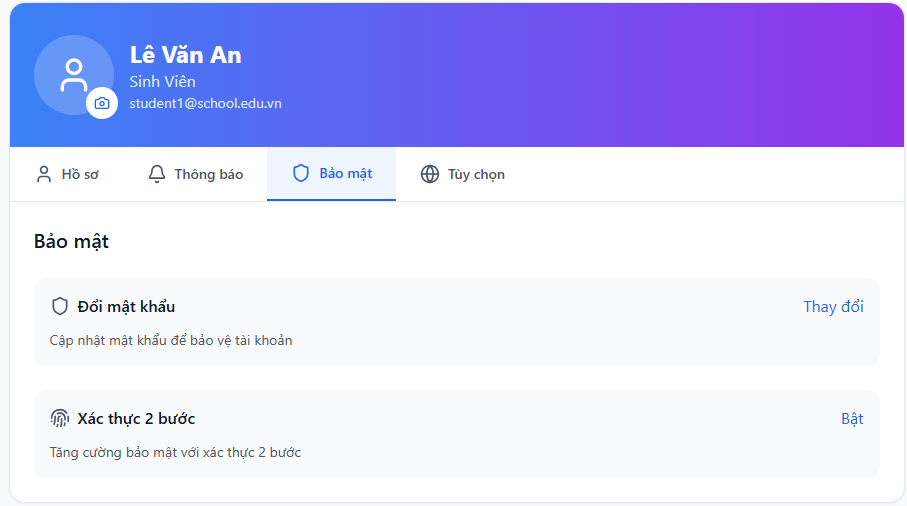 Lê Văn An
Sinh Viên
student1@school.edu.vn
Hồ sơ
Thông báo
Bảo mật
Tùy chọn
Bảo mật
Đổi mật khẩu
Thay đổi
Cập nhật mật khẩu để bảo vệ tài khoản
Xác thực 2 bước
Bật
Tăng cường bảo mật với xác thực 2 bước